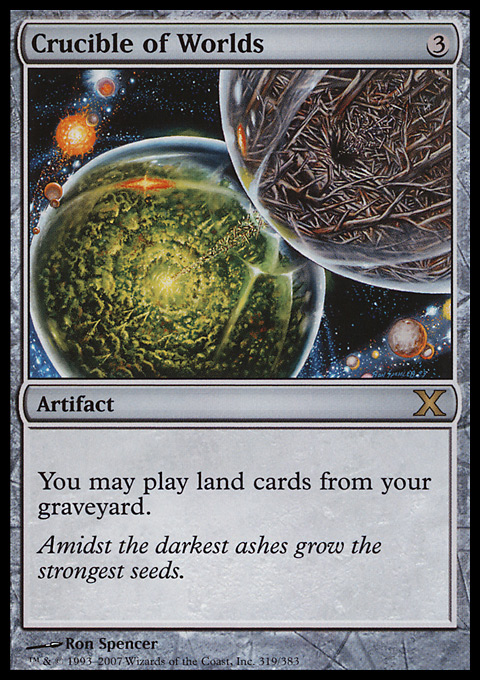 Crucible of Worlds 3
Artifact X
You may play land cards from your
graveyard.
Amidst the darkest ashes grow the
strongest seeds.
Ron Spencer
™ & © 1993–2007 Wizards of the Coast, Inc. 319/383